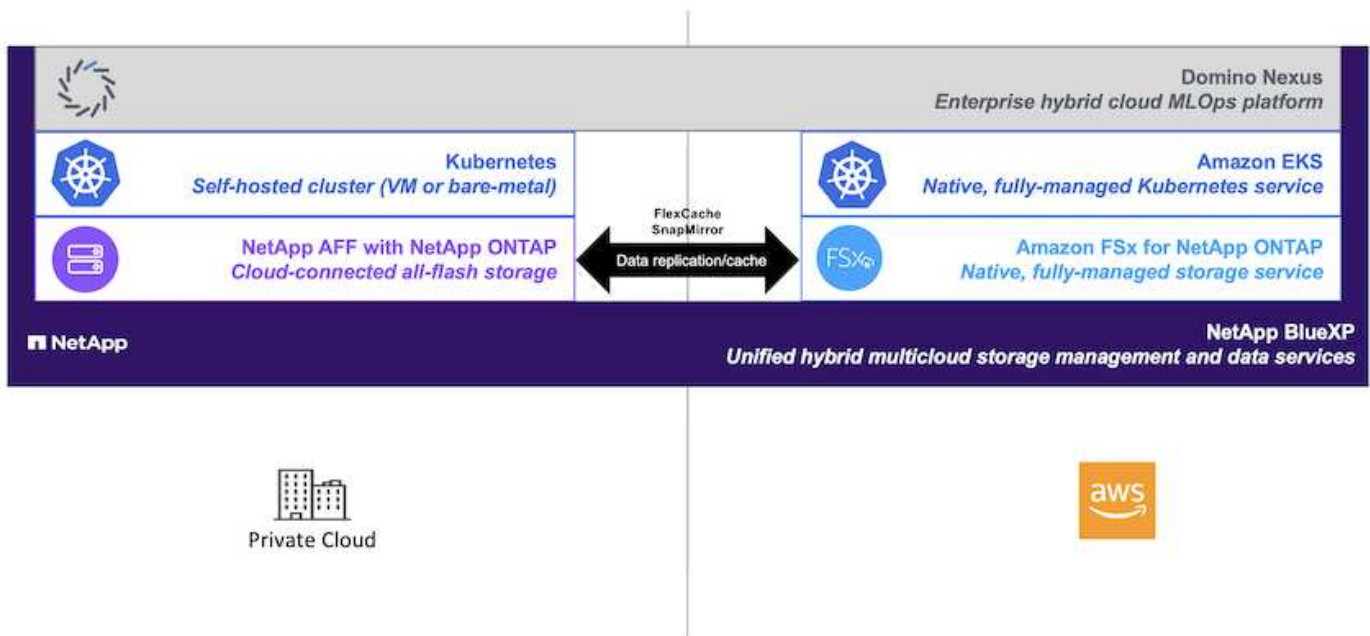 Domino Nexus
Enterprise hybrid cloud MLOps platform
Kubernetes
Self-hosted cluster (VM or bare-metal)
Amazon EKS
Native, fully-managed Kubernetes service
FlexCache
SnapMirror
Data replication/cache
NetApp AFF with NetApp ONTAP
Cloud-connected all-flash storage
FSx
Amazon FSx for NetApp ONTAP
Native, fully-managed storage service
NetApp
NetApp BlueXP
Unified hybrid multicloud storage management and data services
Private Cloud
aws